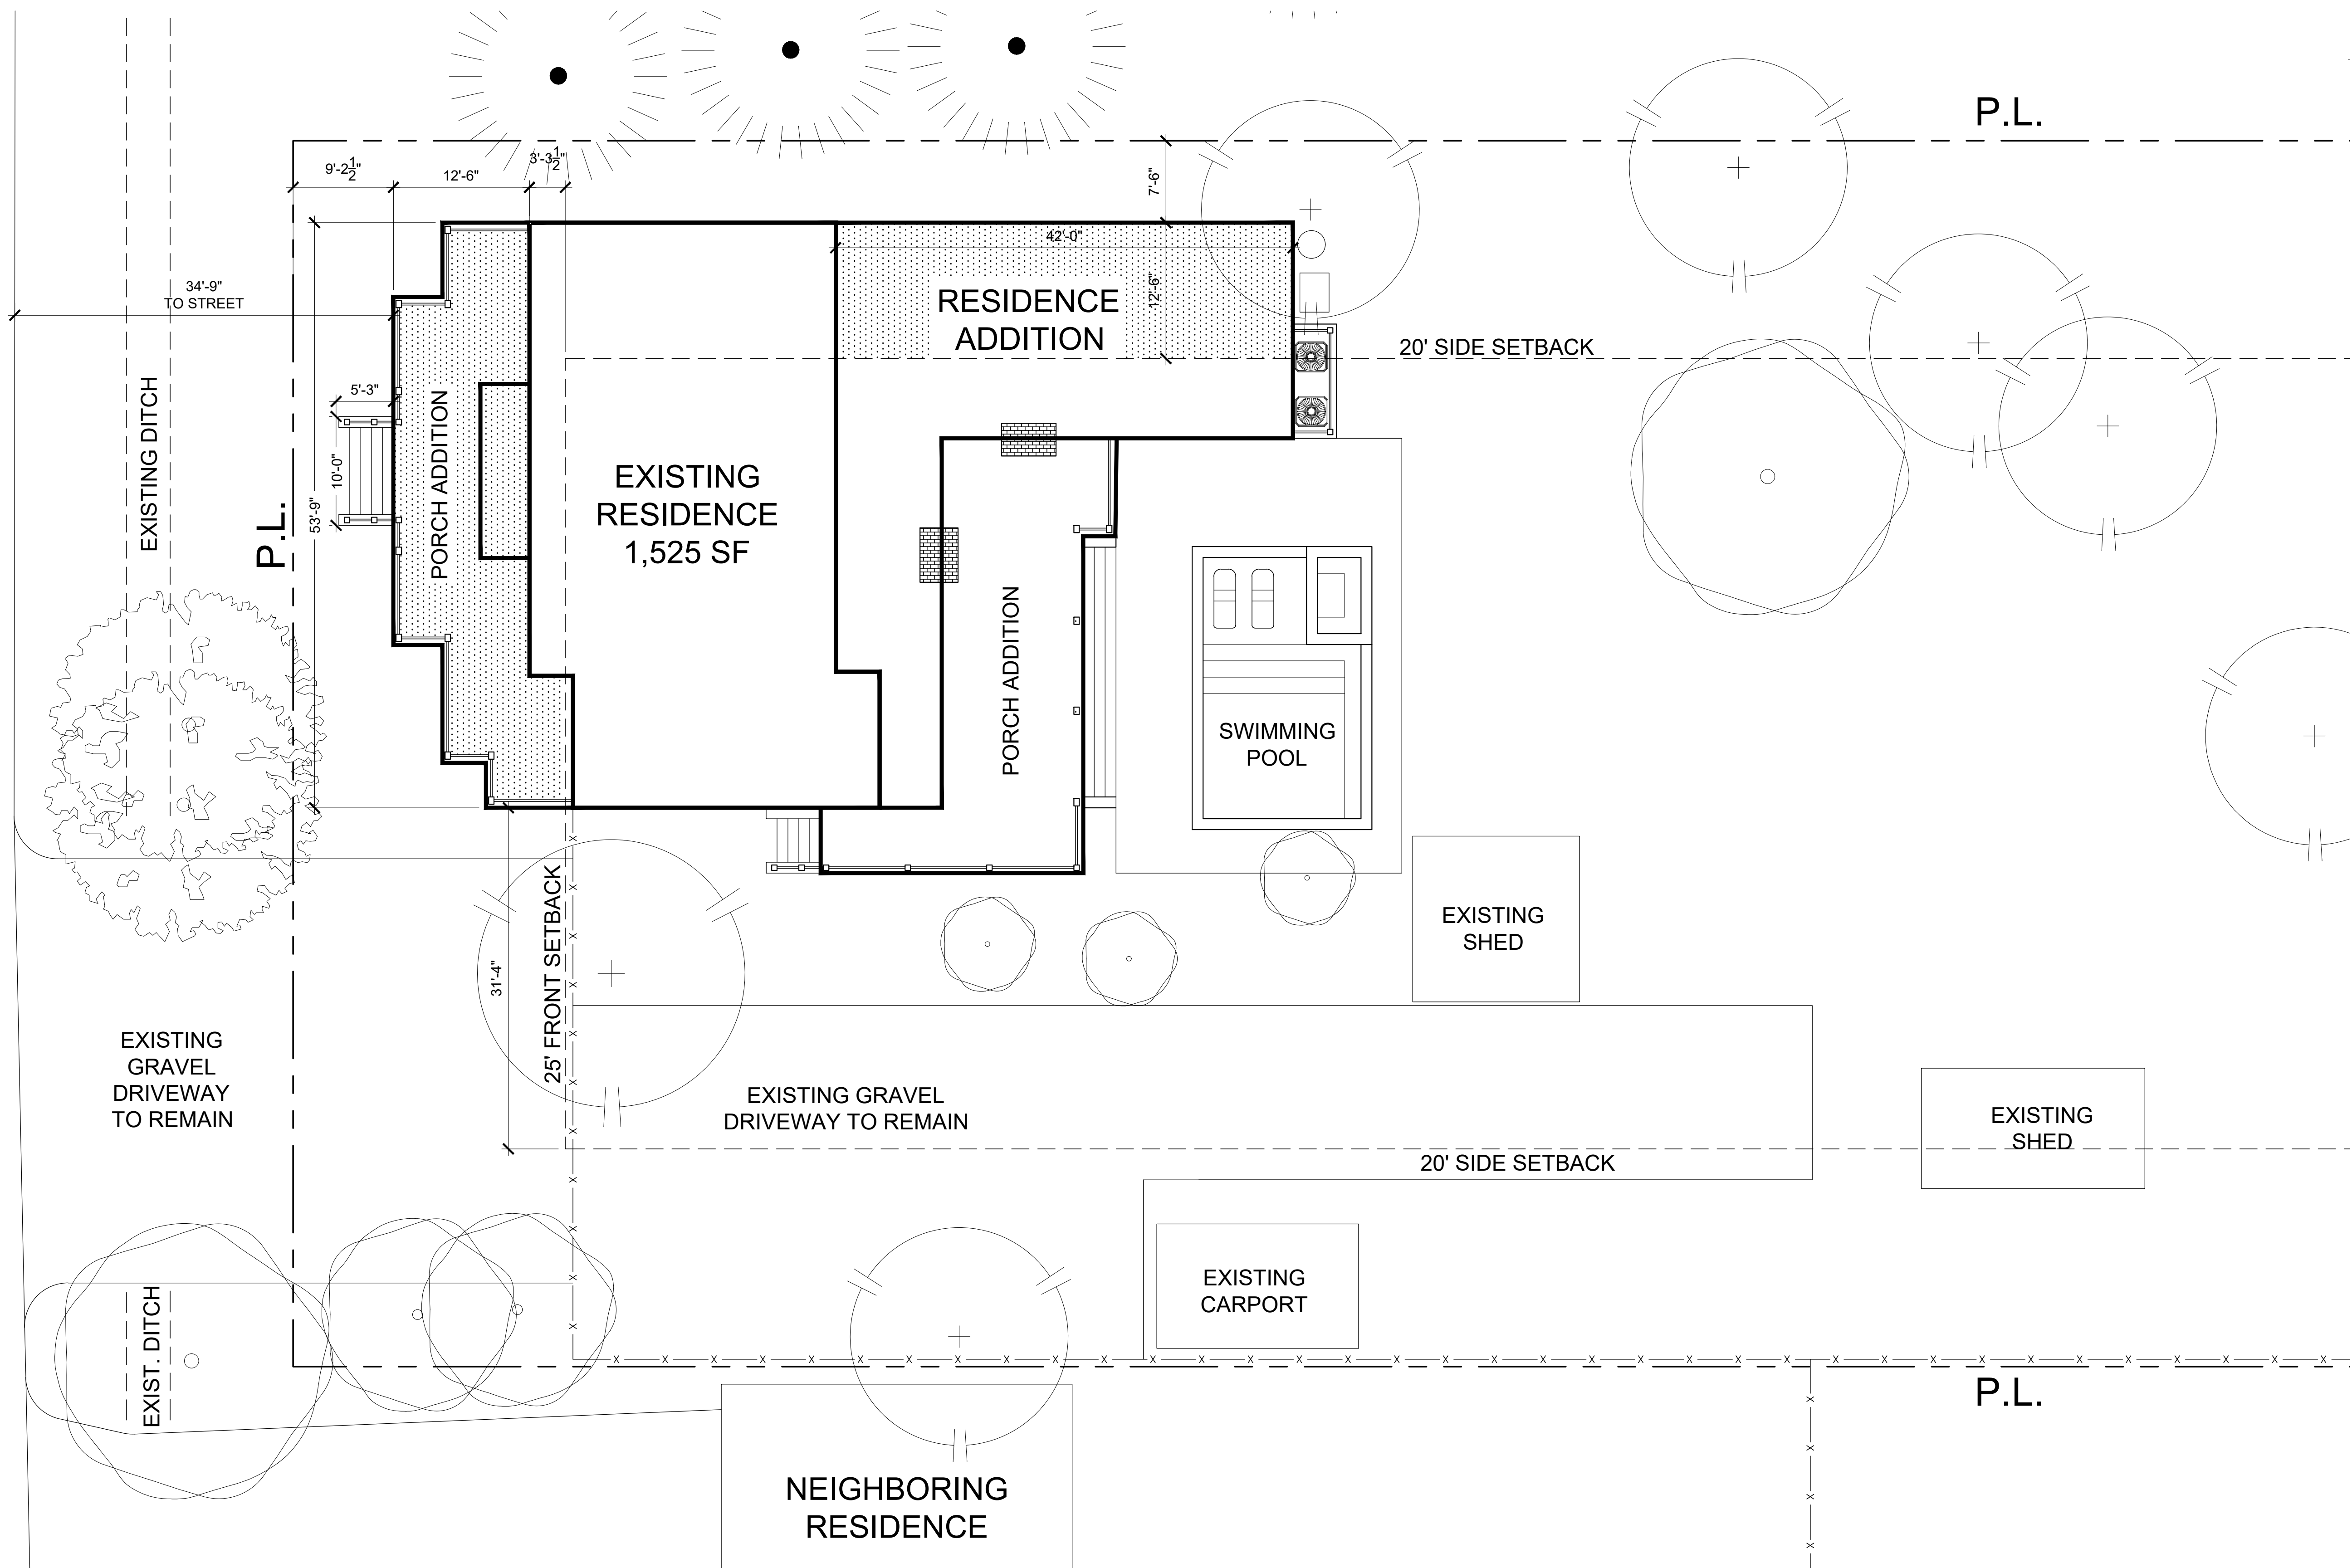 P.L.
9'-2 1/2"
12'-6"
3'-3 1/2"
7'-6"
42'-0"
12'-6"
34'-9"
TO STREET
RESIDENCE
ADDITION
20' SIDE SETBACK
5'-3"
10'-0"
53'-9"
EXISTING DITCH
P.L.
PORCH ADDITION
EXISTING
RESIDENCE
1,525 SF
PORCH ADDITION
SWIMMING
POOL
EXISTING
SHED
25' FRONT SETBACK
31'-4"
EXISTING
GRAVEL
DRIVEWAY
TO REMAIN
EXISTING GRAVEL
DRIVEWAY TO REMAIN
EXISTING
SHED
20' SIDE SETBACK
EXISTING
CARPORT
EXIST. DITCH
P.L.
NEIGHBORING
RESIDENCE